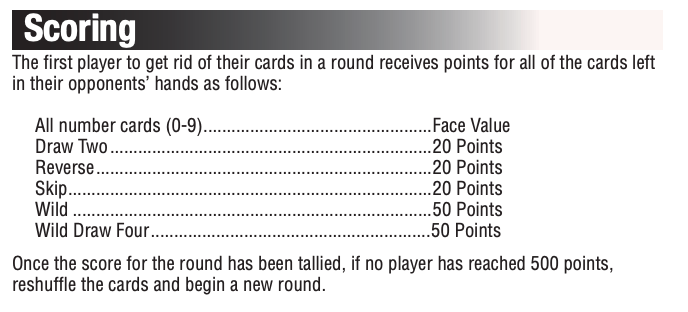 Scoring
The first player to get rid of their cards in a round receives points for all of the cards left
in their opponents’ hands as follows:
All number cards (0-9).................................................Face Value
Draw Two.....................................................................20 Points
Reverse........................................................................20 Points
Skip..............................................................................20 Points
Wild .............................................................................50 Points
Wild Draw Four............................................................50 Points
Once the score for the round has been tallied, if no player has reached 500 points,
reshuffle the cards and begin a new round.